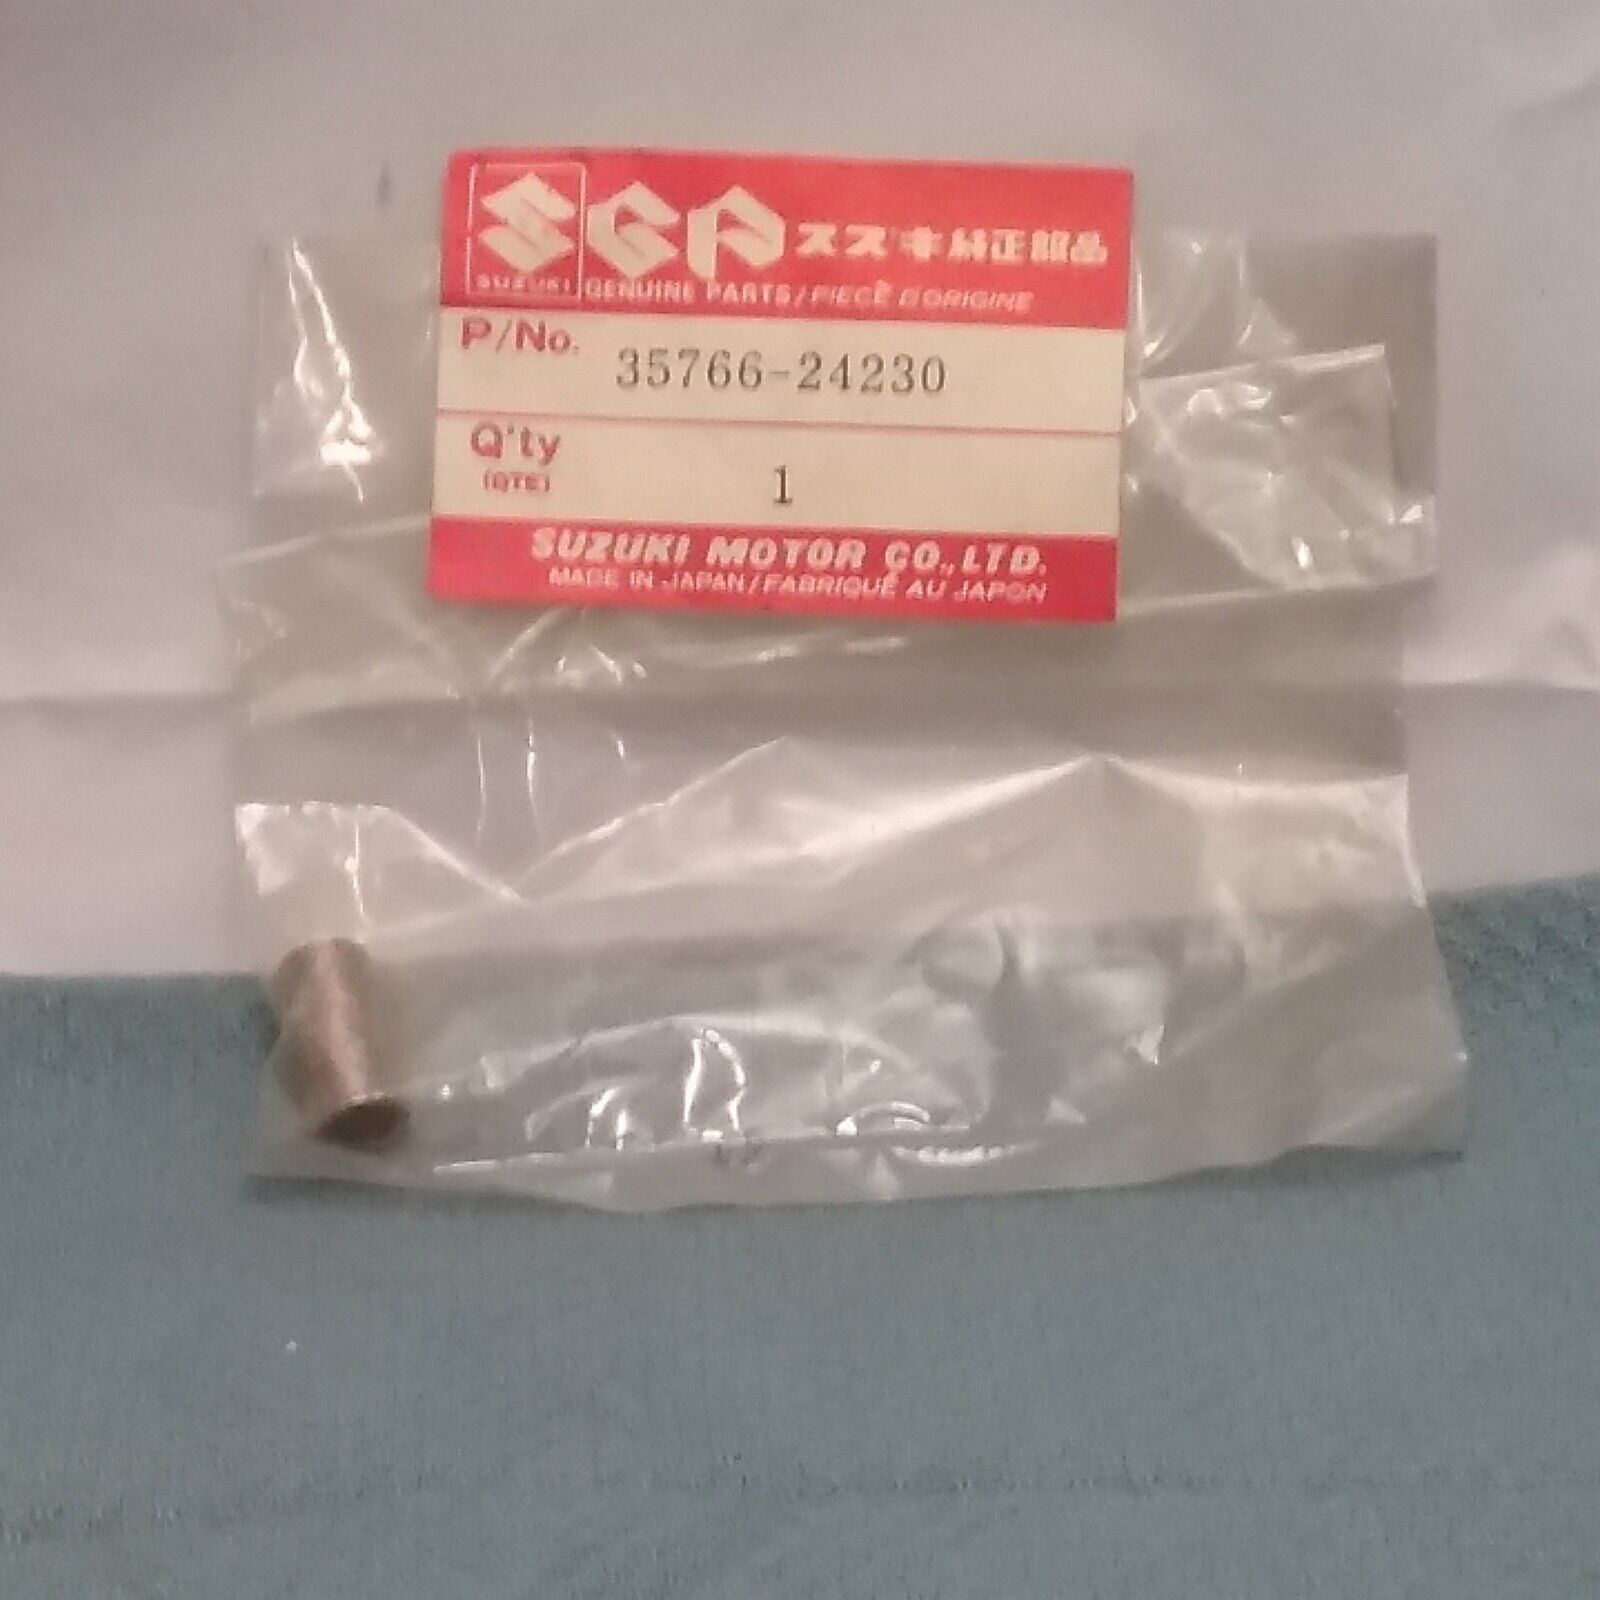 SGP スズキ純正部品
SUZUKI GENUINE PARTS/PIECE D'ORIGINE
P/No. 35766-24230
Q'ty 1
(QTE)
SUZUKI MOTOR CO., LTD.
MADE IN JAPAN/FABRIQUÉ AU JAPON